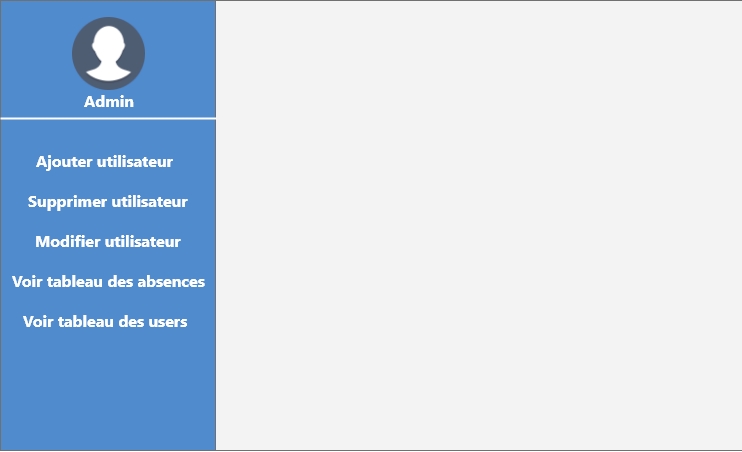 Admin
Ajouter utilisateur
Supprimer utilisateur
Modifier utilisateur
Voir tableau des absences
Voir tableau des users